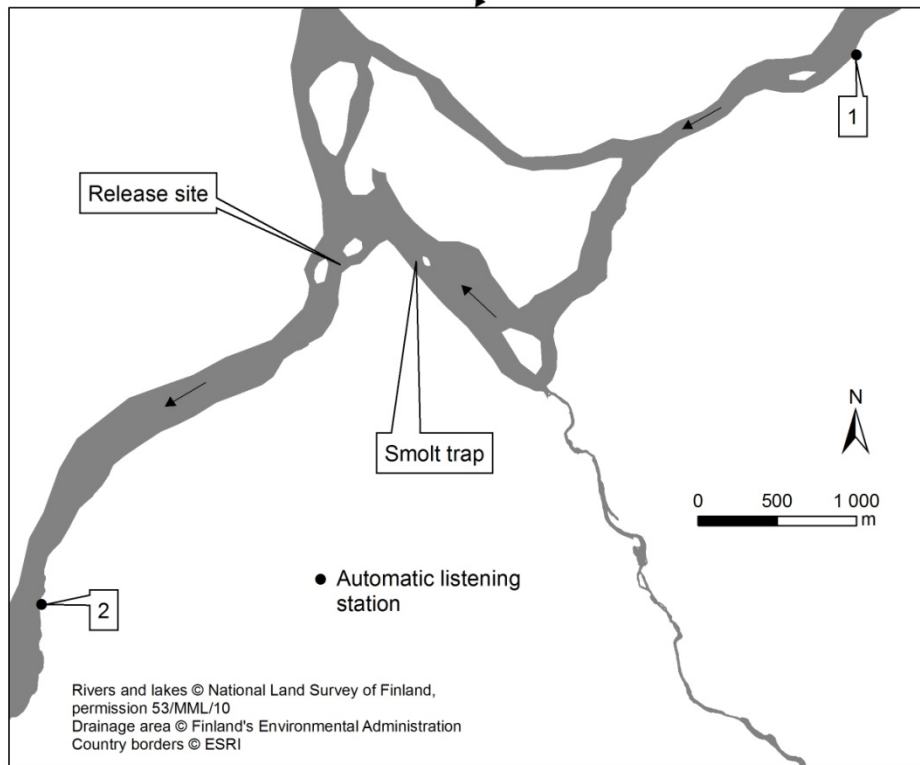 1
Release site
Smolt trap
N
0 500 1 000
m
Automatic listening
station
2
Rivers and lakes © National Land Survey of Finland,
permission 53/MML/10
Drainage area © Finland's Environmental Administration
Country borders © ESRI